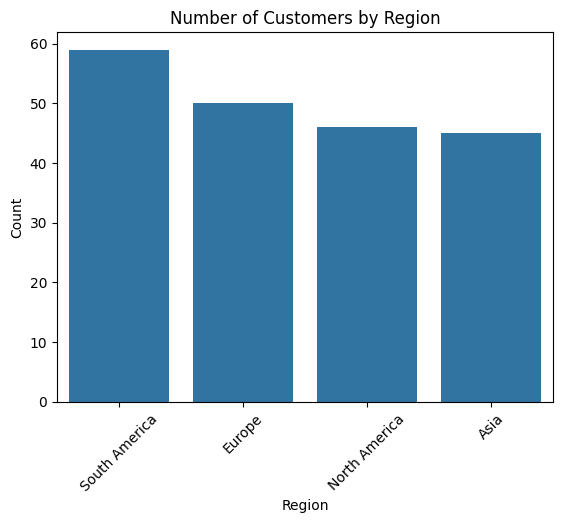 Number of Customers by Region
60
50
40
30
20
10
0
Count
South America
Europe
North America
Asia
Region